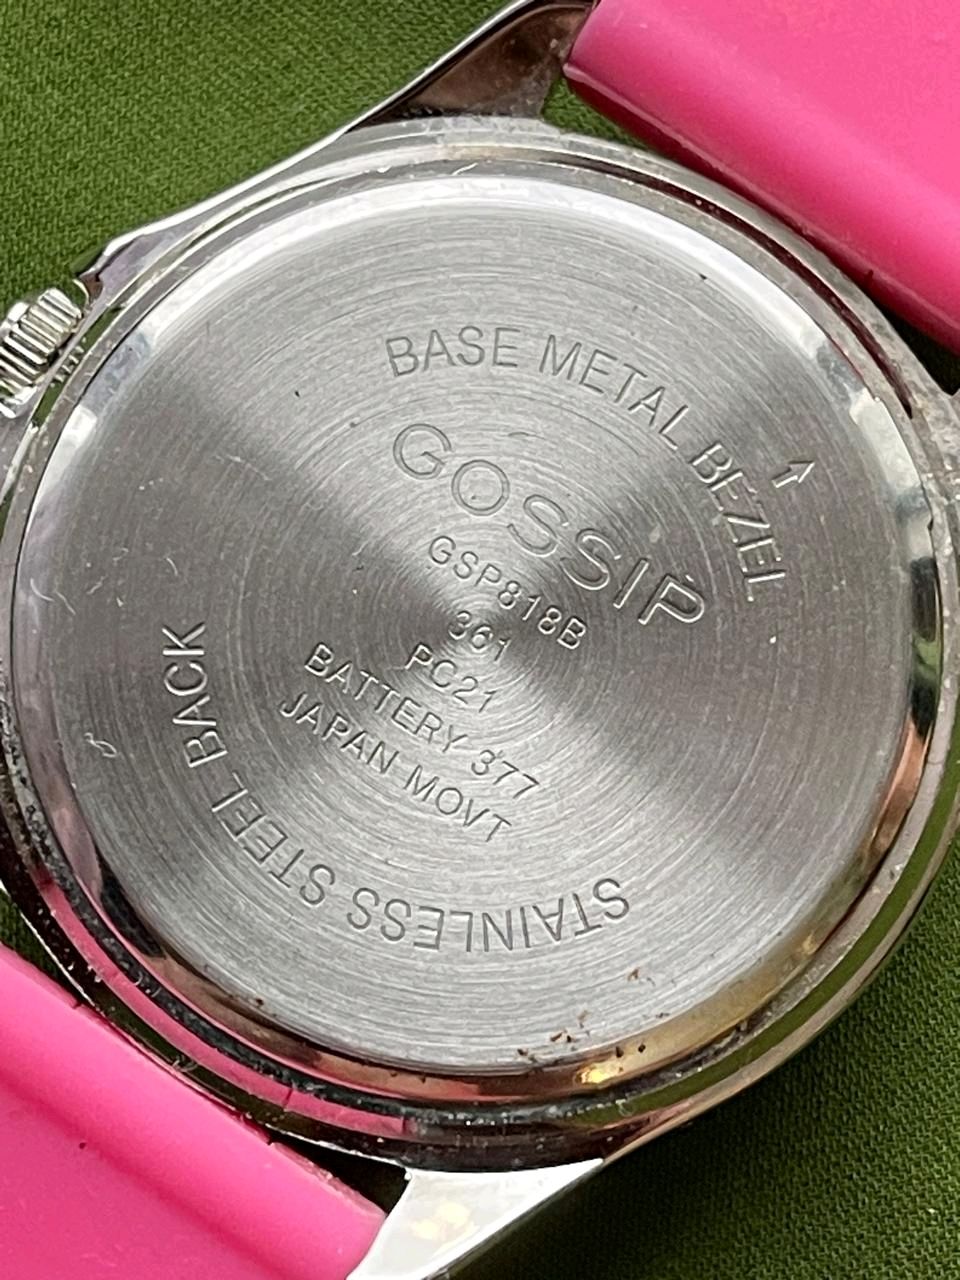 BASE METAL BEZEL
GOSSIP
GSP818B
361
PC21
BATTERY 377
JAPAN MOVT
STAINLESS STEEL BACK